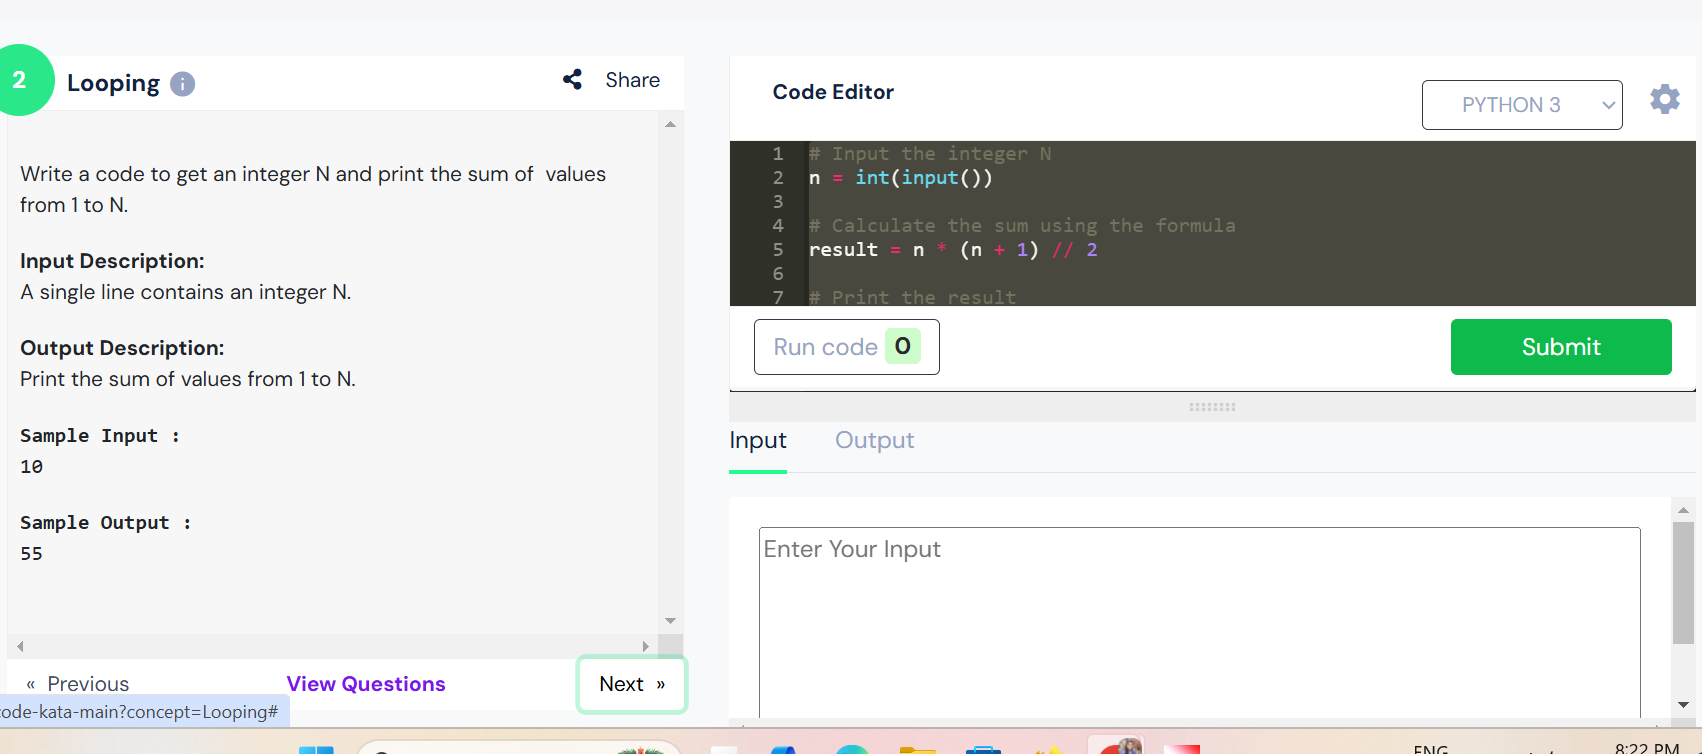 2
Looping
Share
Write a code to get an integer N and print the sum of  values
from 1 to N.
Input Description:
A single line contains an integer N.
Output Description:
Print the sum of values from 1 to N.
Sample Input :
10
Sample Output :
55
« Previous
View Questions
Next »
ode-kata-main?concept=Looping#
Code Editor
PYTHON 3
1 # Input the integer N
2 n = int(input())
3
4 # Calculate the sum using the formula
5 result = n * (n + 1) // 2
6
7 # Print the result
Run code 0
Submit
Input
Output
Enter Your Input
ENG
8:22 PM